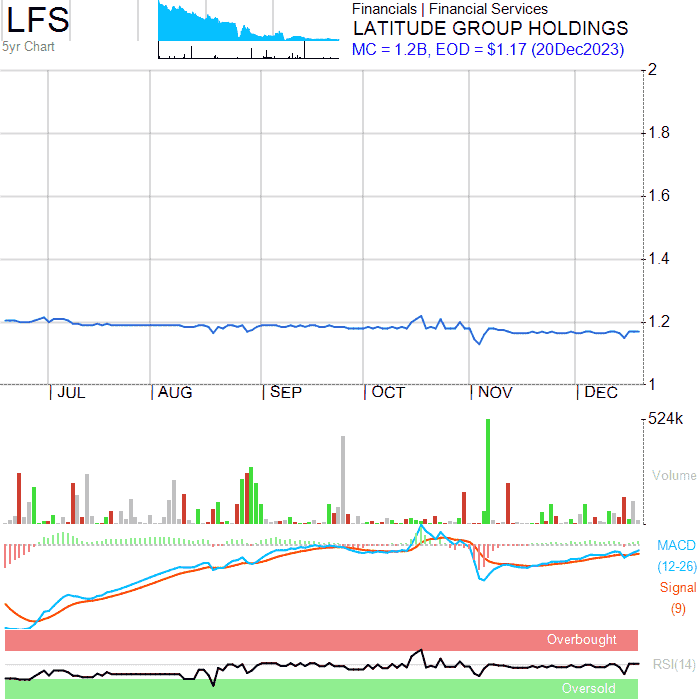 LFS
5yr Chart
Financials | Financial Services
LATITUDE GROUP HOLDINGS
MC = 1.2B, EOD = $1.17 (20Dec2023)
2
1.8
1.6
1.4
1.2
1
JUL AUG SEP OCT NOV DEC
524k
Volume
MACD
(12-26)
Signal
(9)
Overbought
RSI(14)
Oversold